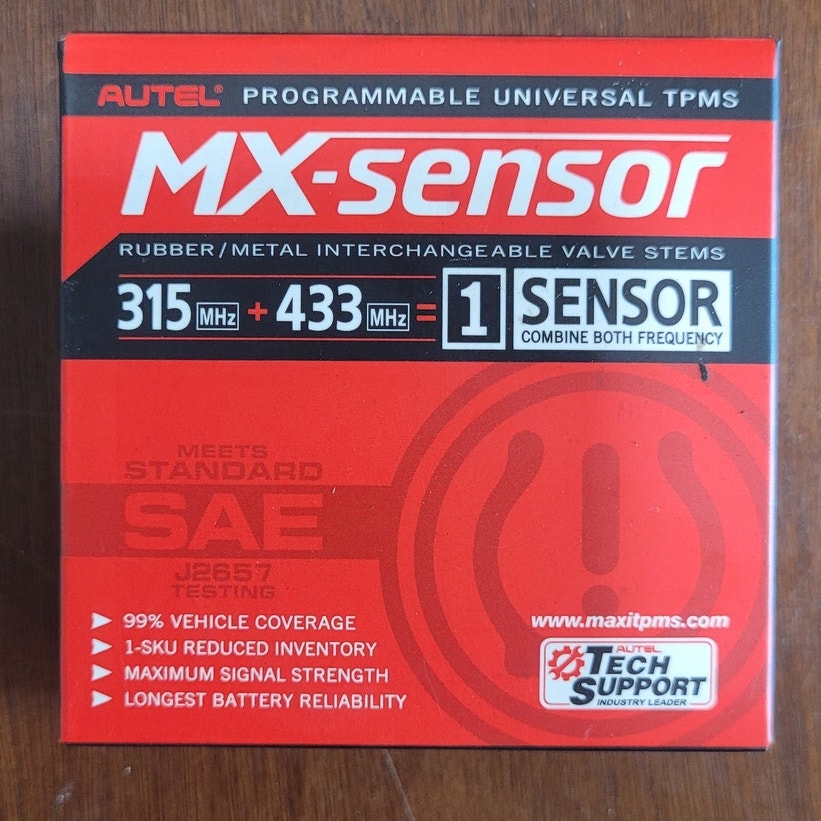 AUTEL® PROGRAMMABLE UNIVERSAL TPMS
MX-sensor
RUBBER/METAL INTERCHANGEABLE VALVE STEMS
315 MHz + 433 MHz = 1 SENSOR
COMBINE BOTH FREQUENCY
MEETS
STANDARD
SAE
J2657
TESTING
99% VEHICLE COVERAGE
1-SKU REDUCED INVENTORY
MAXIMUM SIGNAL STRENGTH
LONGEST BATTERY RELIABILITY
www.maxitpms.com
AUTEL
TECH
SUPPORT
INDUSTRY LEADER